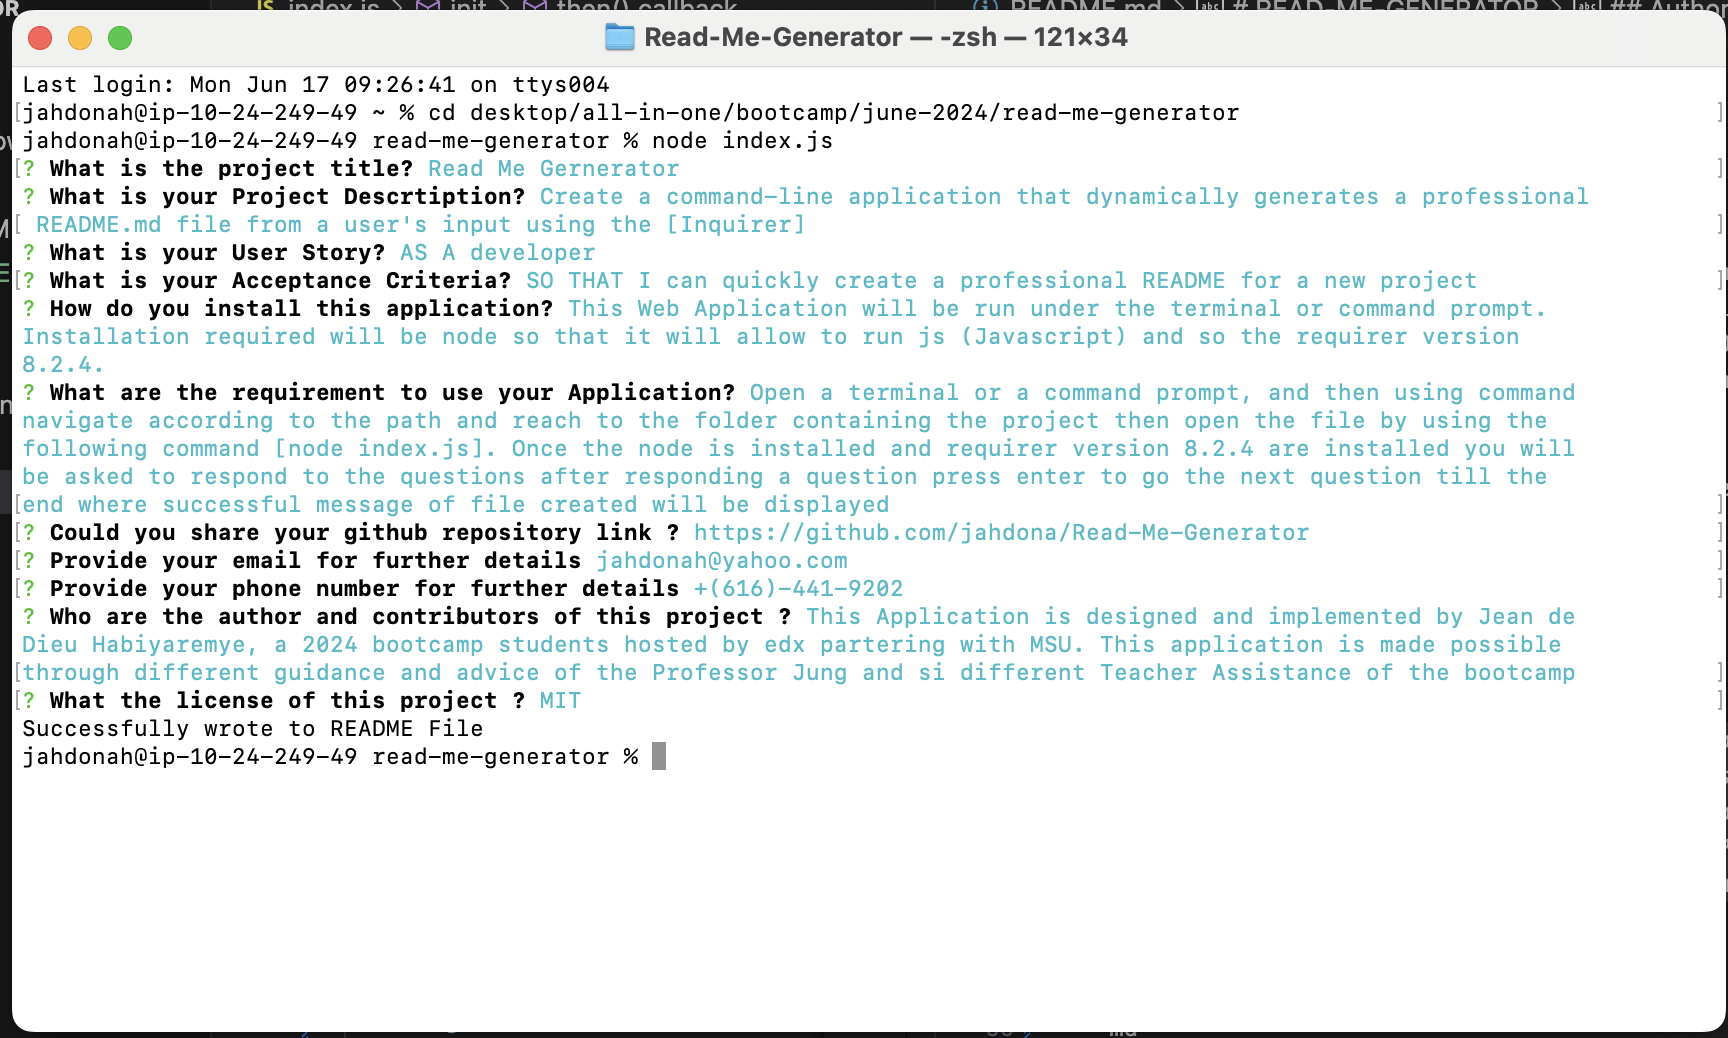 index.js > init > then() callback
README.md > # READ-ME-GENERATOR > ## Author
Read-Me-Generator — -zsh — 121×34
Last login: Mon Jun 17 09:26:41 on ttys004
[jahdonah@ip-10-24-249-49 ~ % cd desktop/all-in-one/bootcamp/june-2024/read-me-generator ]
jahdonah@ip-10-24-249-49 read-me-generator % node index.js
[? What is the project title? Read Me Gernerator ]
? What is your Project Descrtiption? Create a command-line application that dynamically generates a professional
[ README.md file from a user's input using the [Inquirer] ]
? What is your User Story? AS A developer
[? What is your Acceptance Criteria? SO THAT I can quickly create a professional README for a new project ]
? How do you install this application? This Web Application will be run under the terminal or command prompt.
Installation required will be node so that it will allow to run js (Javascript) and so the requirer version
8.2.4.
? What are the requirement to use your Application? Open a terminal or a command prompt, and then using command
navigate according to the path and reach to the folder containing the project then open the file by using the
following command [node index.js]. Once the node is installed and requirer version 8.2.4 are installed you will
be asked to respond to the questions after responding a question press enter to go the next question till the
[end where successful message of file created will be displayed ]
[? Could you share your github repository link ? https://github.com/jahdona/Read-Me-Generator ]
[? Provide your email for further details jahdonah@yahoo.com ]
[? Provide your phone number for further details +(616)-441-9202 ]
? Who are the author and contributors of this project ? This Application is designed and implemented by Jean de
Dieu Habiyaremye, a 2024 bootcamp students hosted by edx partering with MSU. This application is made possible
[through different guidance and advice of the Professor Jung and si different Teacher Assistance of the bootcamp ]
[? What the license of this project ? MIT ]
Successfully wrote to README File
jahdonah@ip-10-24-249-49 read-me-generator %